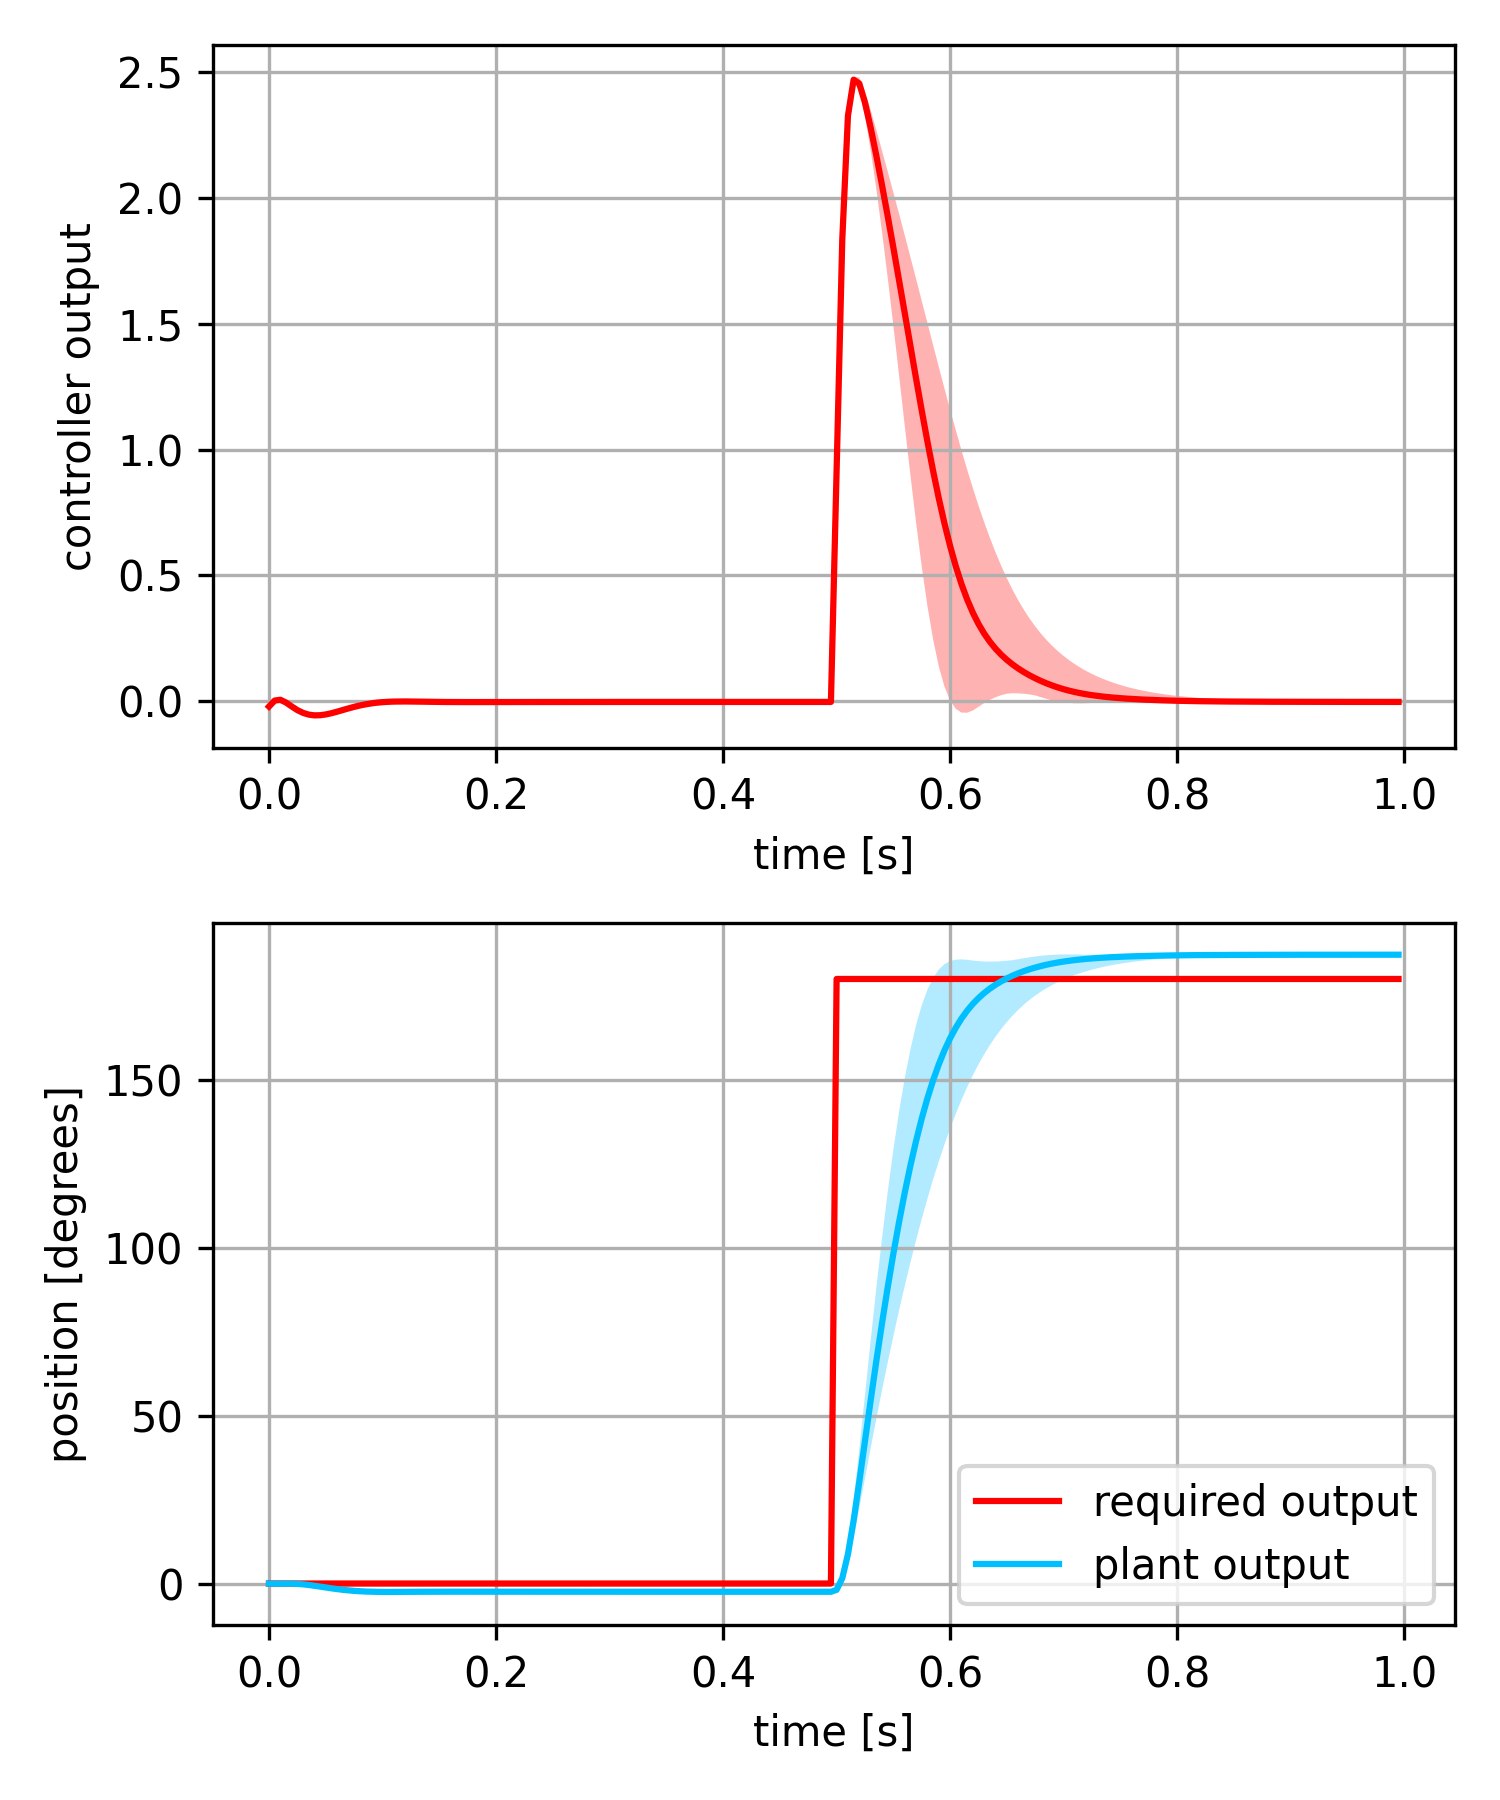 controller output
2.5
2.0
1.5
1.0
0.5
0.0
0.0 0.2 0.4 0.6 0.8 1.0
time [s]
position [degrees]
150
100
50
0
required output
plant output
0.0 0.2 0.4 0.6 0.8 1.0
time [s]